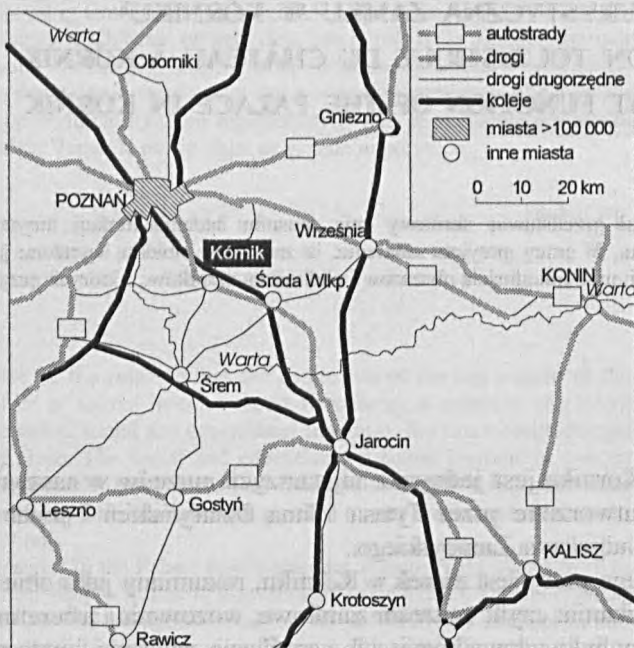 Warta
Oborniki
autostrady
drogi
drogi drugorzędne
koleje
miasta >100 000
inne miasta
0 10 20 km
Gniezno
POZNAŃ
Września
Kórnik
Środa Wlkp.
KONIN
Warta
Warta
Śrem
Jarocin
Leszno
Gostyń
KALISZ
Krotoszyn
Rawicz